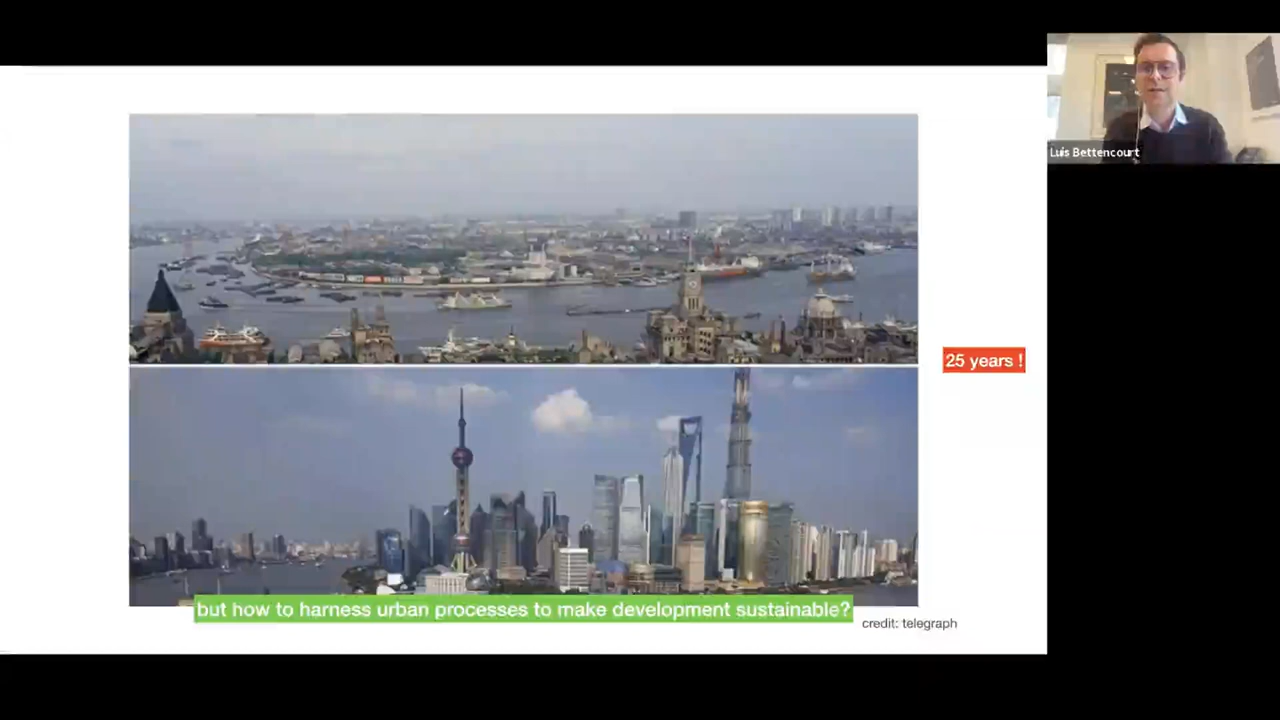 Luis Bettencourt
25 years !
but how to harness urban processes to make development sustainable?
credit: telegraph